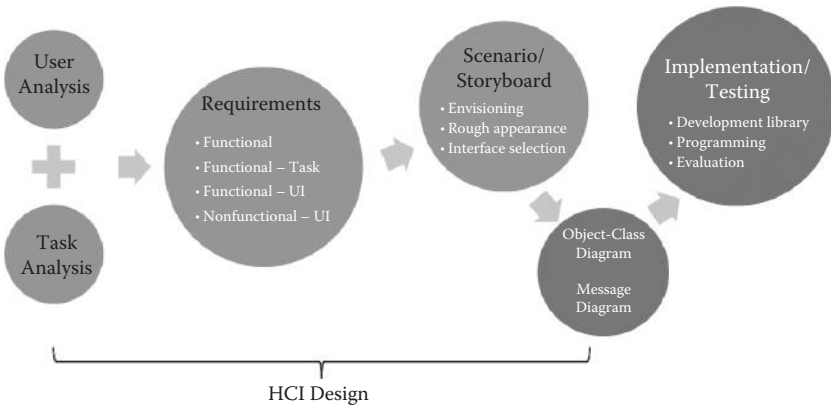 User
Analysis
Task
Analysis
Requirements
• Functional
• Functional – Task
• Functional – UI
• Nonfunctional – UI
Scenario/
Storyboard
• Envisioning
• Rough appearance
• Interface selection
Object-Class
Diagram
Message
Diagram
Implementation/
Testing
• Development library
• Programming
• Evaluation
HCI Design